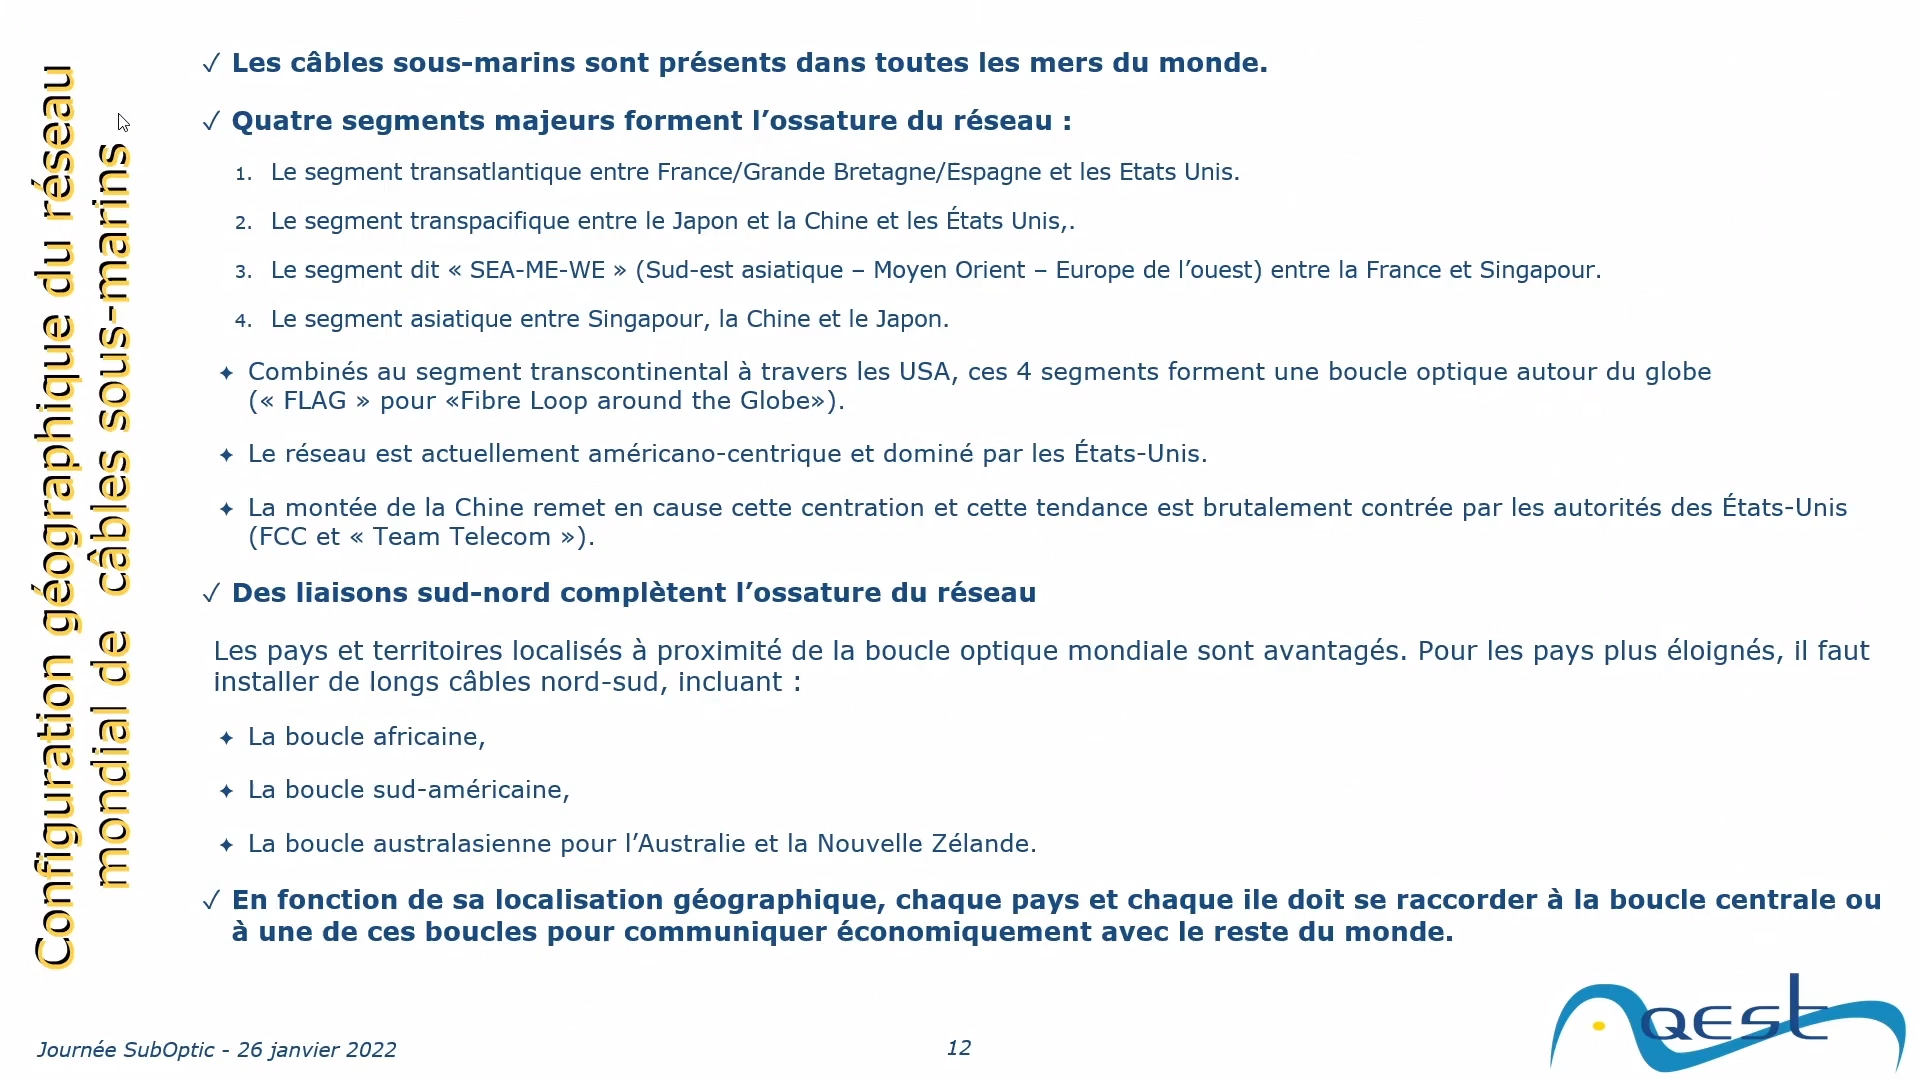 Configuration géographique du réseau
mondial de câbles sous-marins
✓ Les câbles sous-marins sont présents dans toutes les mers du monde.
✓ Quatre segments majeurs forment l’ossature du réseau :
1. Le segment transatlantique entre France/Grande Bretagne/Espagne et les Etats Unis.
2. Le segment transpacifique entre le Japon et la Chine et les États Unis,.
3. Le segment dit « SEA-ME-WE » (Sud-est asiatique – Moyen Orient – Europe de l’ouest) entre la France et Singapour.
4. Le segment asiatique entre Singapour, la Chine et le Japon.
✦ Combinés au segment transcontinental à travers les USA, ces 4 segments forment une boucle optique autour du globe
(« FLAG » pour «Fibre Loop around the Globe»).
✦ Le réseau est actuellement américano-centrique et dominé par les États-Unis.
✦ La montée de la Chine remet en cause cette centration et cette tendance est brutalement contrée par les autorités des États-Unis
(FCC et « Team Telecom »).
✓ Des liaisons sud-nord complètent l’ossature du réseau
Les pays et territoires localisés à proximité de la boucle optique mondiale sont avantagés. Pour les pays plus éloignés, il faut
installer de longs câbles nord-sud, incluant :
✦ La boucle africaine,
✦ La boucle sud-américaine,
✦ La boucle australasienne pour l’Australie et la Nouvelle Zélande.
✓ En fonction de sa localisation géographique, chaque pays et chaque ile doit se raccorder à la boucle centrale ou
à une de ces boucles pour communiquer économiquement avec le reste du monde.
Journée SubOptic - 26 janvier 2022
12
qest